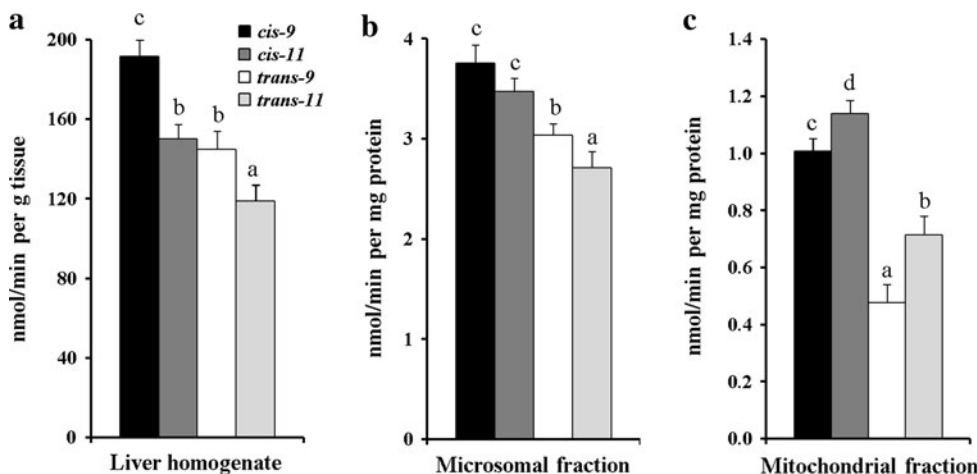 a
nmol/min per g tissue
200
160
120
80
40
0
c
b
b
a
cis-9
cis-11
trans-9
trans-11
Liver homogenate
b
nmol/min per mg protein
4
3
2
1
0
c
c
b
a
Microsomal fraction
c
nmol/min per mg protein
1.4
1.2
1.0
0.8
0.6
0.4
0.2
0.0
c
d
a
b
Mitochondrial fraction